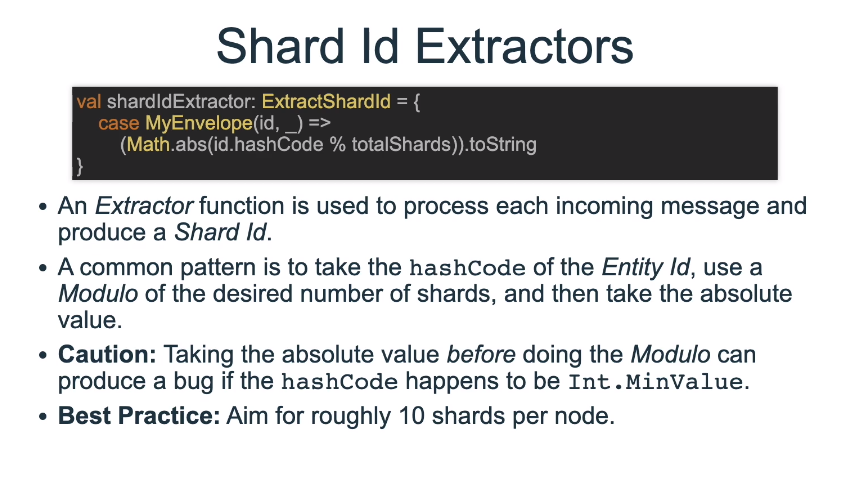 Shard Id Extractors
val shardIdExtractor: ExtractShardId = {
case MyEnvelope(id, _) =>
(Math.abs(id.hashCode % totalShards)).toString
}
• An Extractor function is used to process each incoming message and
produce a Shard Id.
• A common pattern is to take the hashCode of the Entity Id, use a
Modulo of the desired number of shards, and then take the absolute
value.
• Caution: Taking the absolute value before doing the Modulo can
produce a bug if the hashCode happens to be Int.MinValue.
• Best Practice: Aim for roughly 10 shards per node.